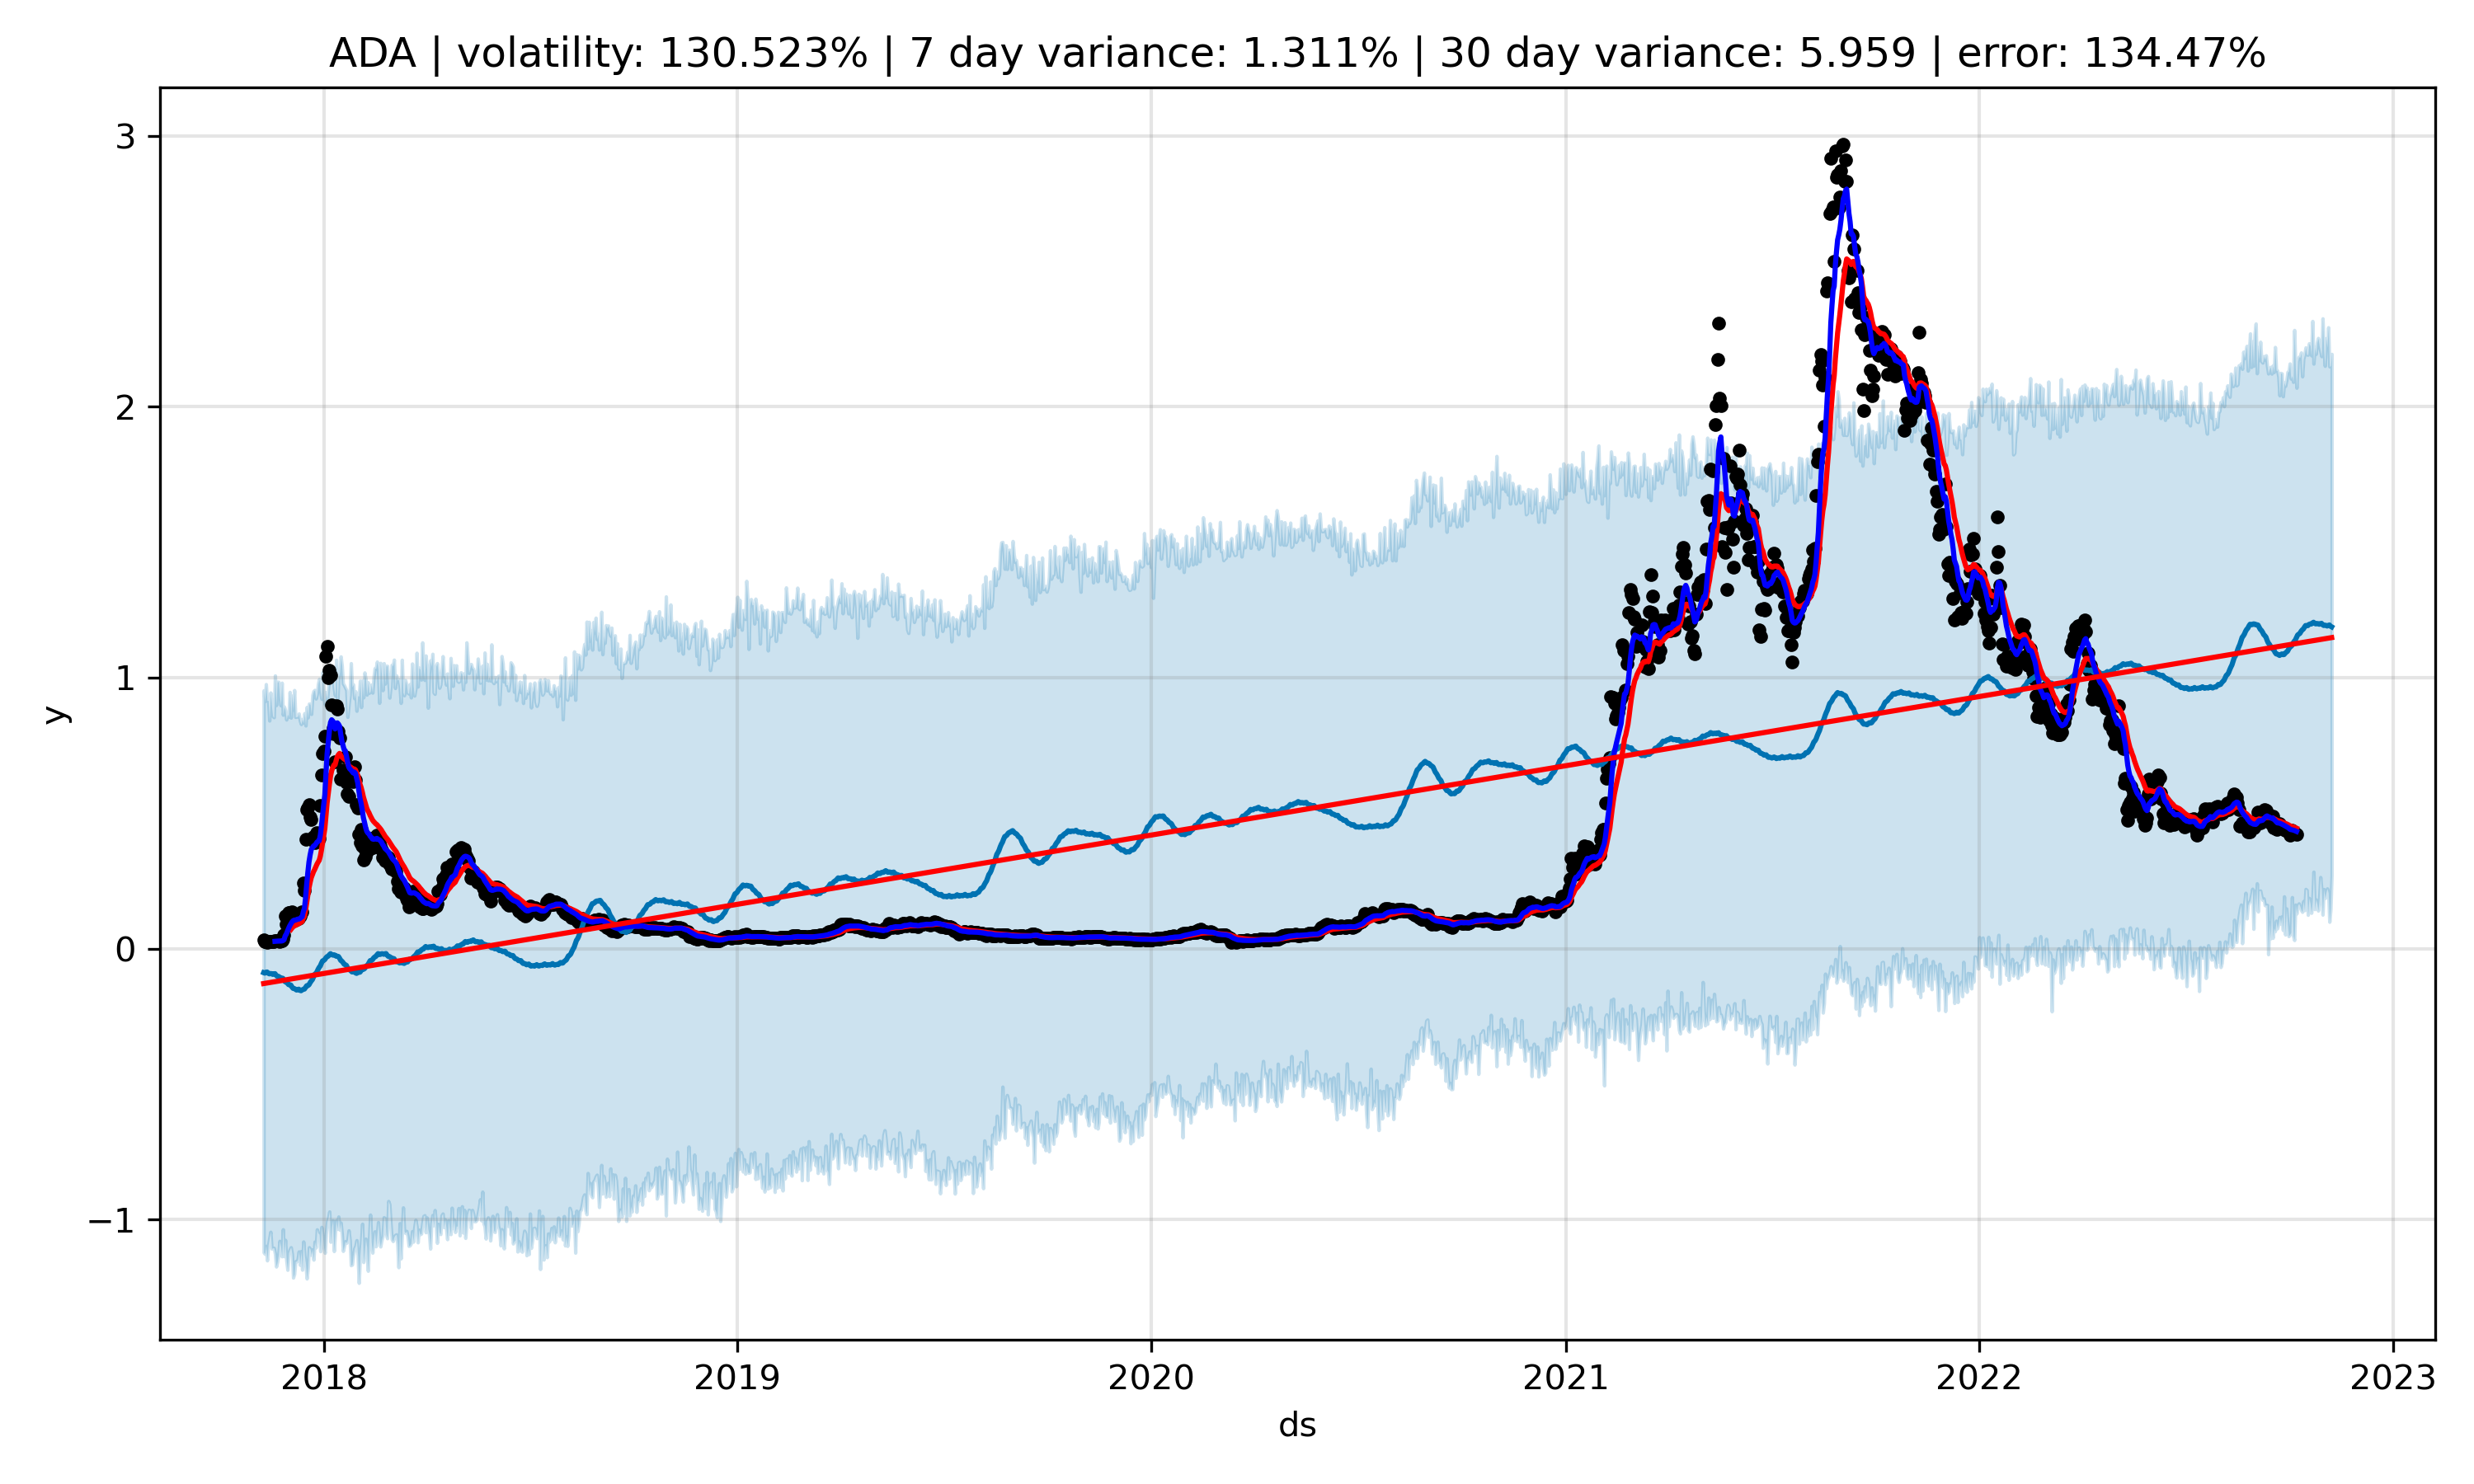 ADA | volatility: 130.523% | 7 day variance: 1.311% | 30 day variance: 5.959 | error: 134.47%
3
2
1
0
−1
y
2018 2019 2020 2021 2022 2023
ds